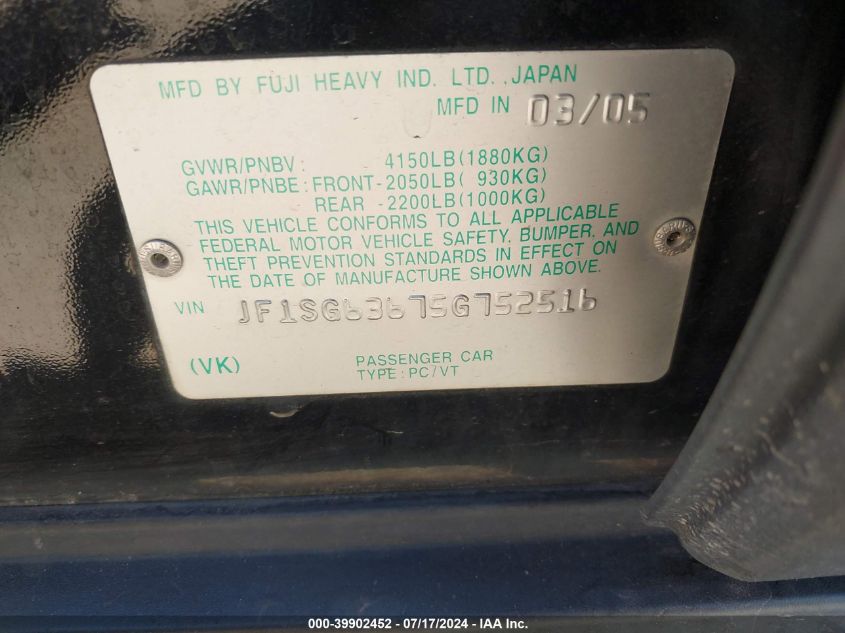 MFD BY FUJI HEAVY IND. LTD., JAPAN
MFD IN 03/05
GVWR/PNBV: 4150LB(1880KG)
GAWR/PNBE: FRONT-2050LB( 930KG)
REAR -2200LB(1000KG)
THIS VEHICLE CONFORMS TO ALL APPLICABLE
FEDERAL MOTOR VEHICLE SAFETY, BUMPER, AND
THEFT PREVENTION STANDARDS IN EFFECT ON
THE DATE OF MANUFACTURE SHOWN ABOVE.
VIN JF1SG63675G752516
(VK) PASSENGER CAR
TYPE: PC/VT
000-39902452 - 07/17/2024 - IAA Inc.